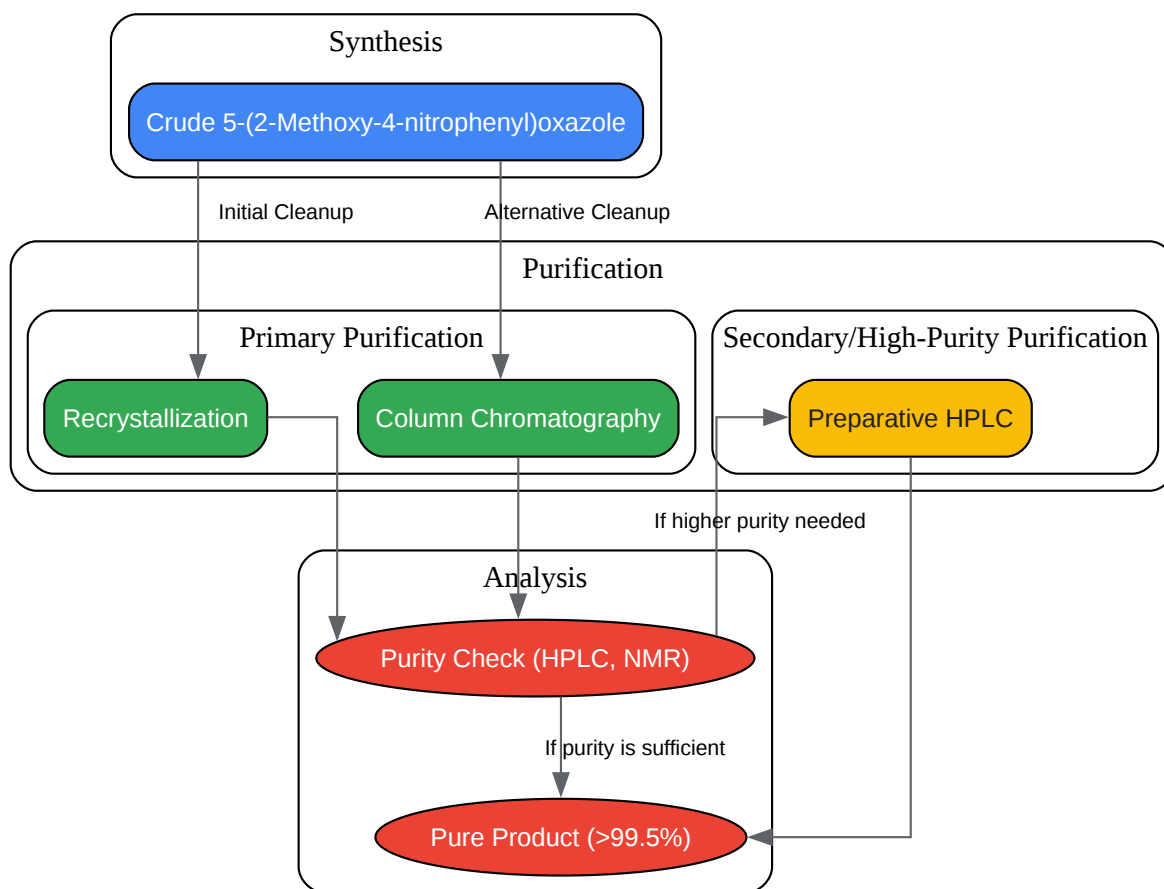 Synthesis
Crude 5-(2-Methoxy-4-nitrophenyl)oxazole
Initial Cleanup
Alternative Cleanup
Purification
Primary Purification
Secondary/High-Purity Purification
Recrystallization
Column Chromatography
Preparative HPLC
If higher purity needed
Analysis
Purity Check (HPLC, NMR)
If purity is sufficient
Pure Product (>99.5%)